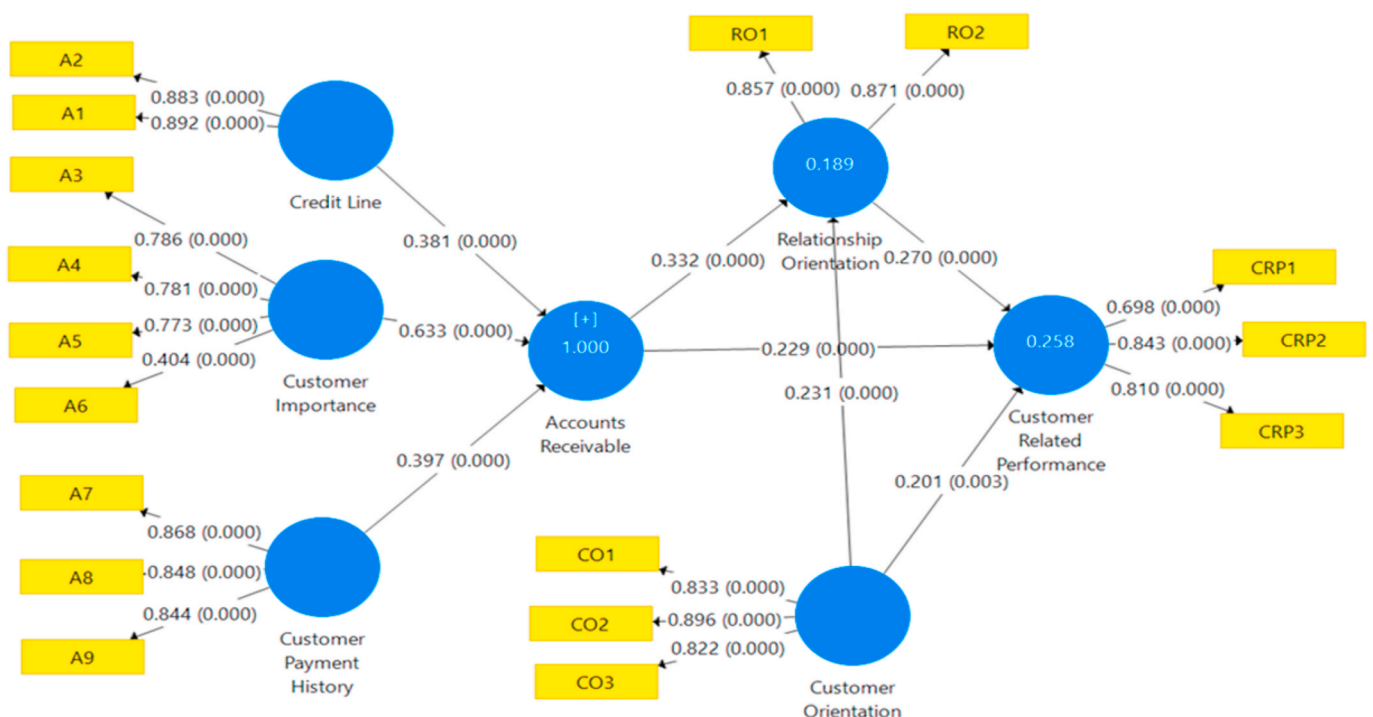 RO1
RO2
A2
0.883 (0.000)
A1
0.892 (0.000)
0.857 (0.000)
0.871 (0.000)
A3
0.189
Credit Line
0.786 (0.000)
0.381 (0.000)
Relationship
Orientation
0.332 (0.000)
0.270 (0.000)
A4
0.781 (0.000)
CRP1
0.698 (0.000)
A5
0.773 (0.000)
0.633 (0.000)
[+]
1.000
0.229 (0.000)
0.258
0.843 (0.000)
CRP2
0.404 (0.000)
A6
Customer
Importance
0.231 (0.000)
0.810 (0.000)
CRP3
Accounts
Receivable
Customer
Related
Performance
0.397 (0.000)
0.201 (0.003)
A7
0.868 (0.000)
A8
0.848 (0.000)
0.844 (0.000)
A9
Customer
Payment
History
CO1
0.833 (0.000)
CO2
0.896 (0.000)
0.822 (0.000)
CO3
Customer
Orientation